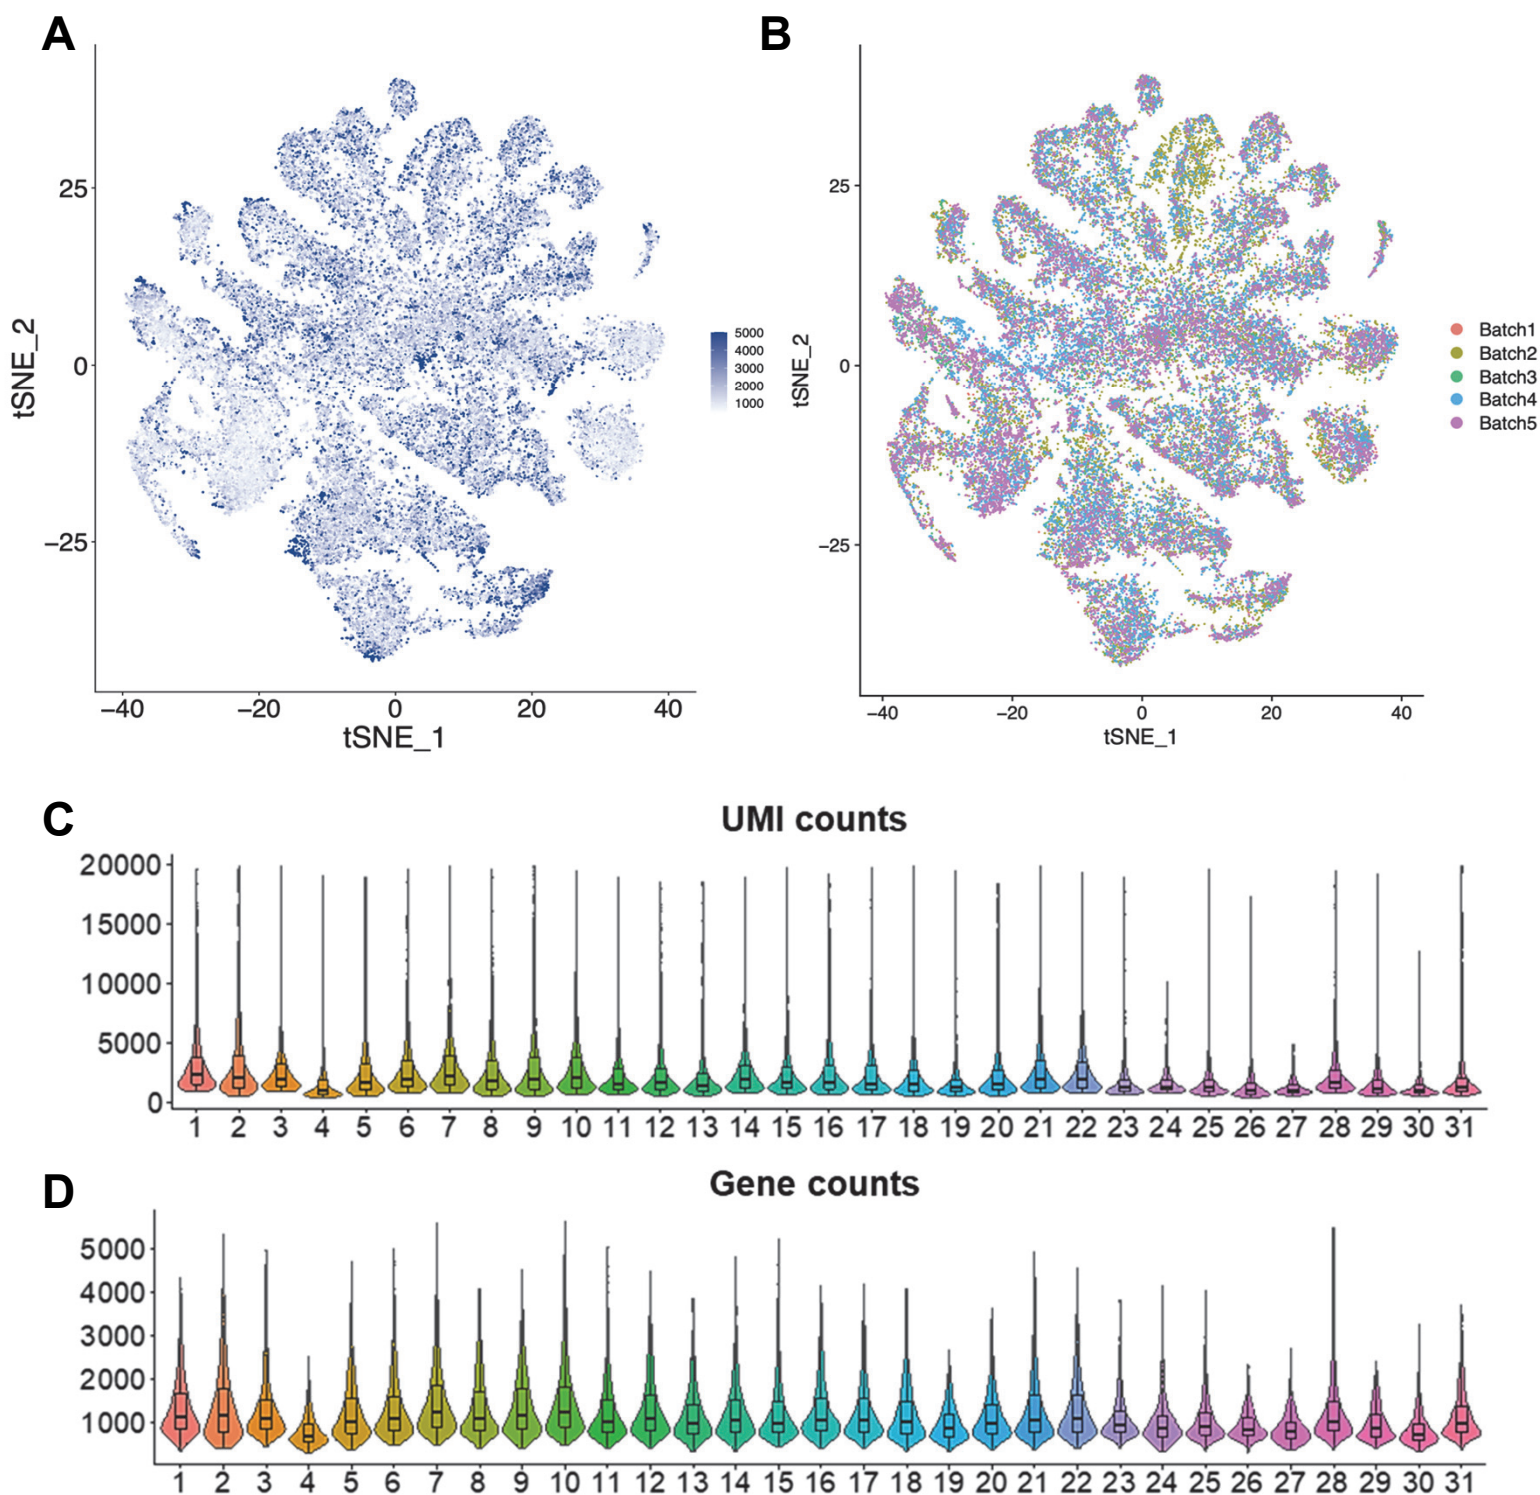 A
B
25
0
−25
tSNE_2
−40 −20 0 20 40
tSNE_1
5000
4000
3000
2000
1000
25
0
−25
tSNE_2
−40 −20 0 20 40
tSNE_1
Batch1
Batch2
Batch3
Batch4
Batch5
C
UMI counts
20000
15000
10000
5000
0
1 2 3 4 5 6 7 8 9 10 11 12 13 14 15 16 17 18 19 20 21 22 23 24 25 26 27 28 29 30 31
D
Gene counts
5000
4000
3000
2000
1000
1 2 3 4 5 6 7 8 9 10 11 12 13 14 15 16 17 18 19 20 21 22 23 24 25 26 27 28 29 30 31